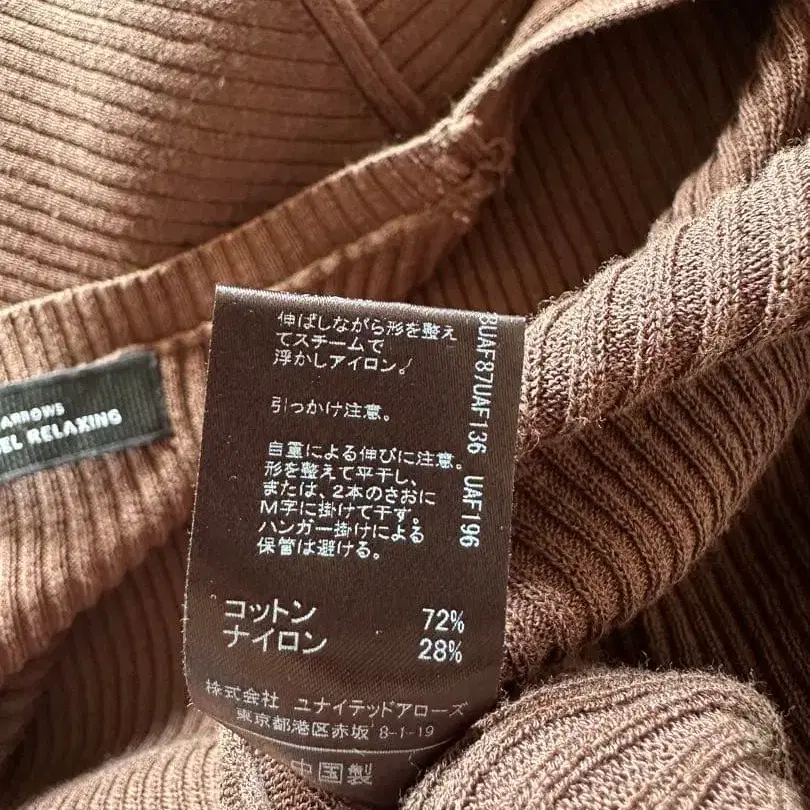 ARROWS
RELAXING
伸ばしながら形を整え
てスチームで
浮かしアイロン。
引っかけ注意。
自重による伸びに注意。
形を整えて平干し、
または、2本のさおに
M字に掛けて干す。
ハンガー掛けによる
保管は避ける。
UAF87UAF136 UAF196
コットン 72%
ナイロン 28%
株式会社 ユナイテッドアローズ
東京都港区赤坂 8-1-19
中国製